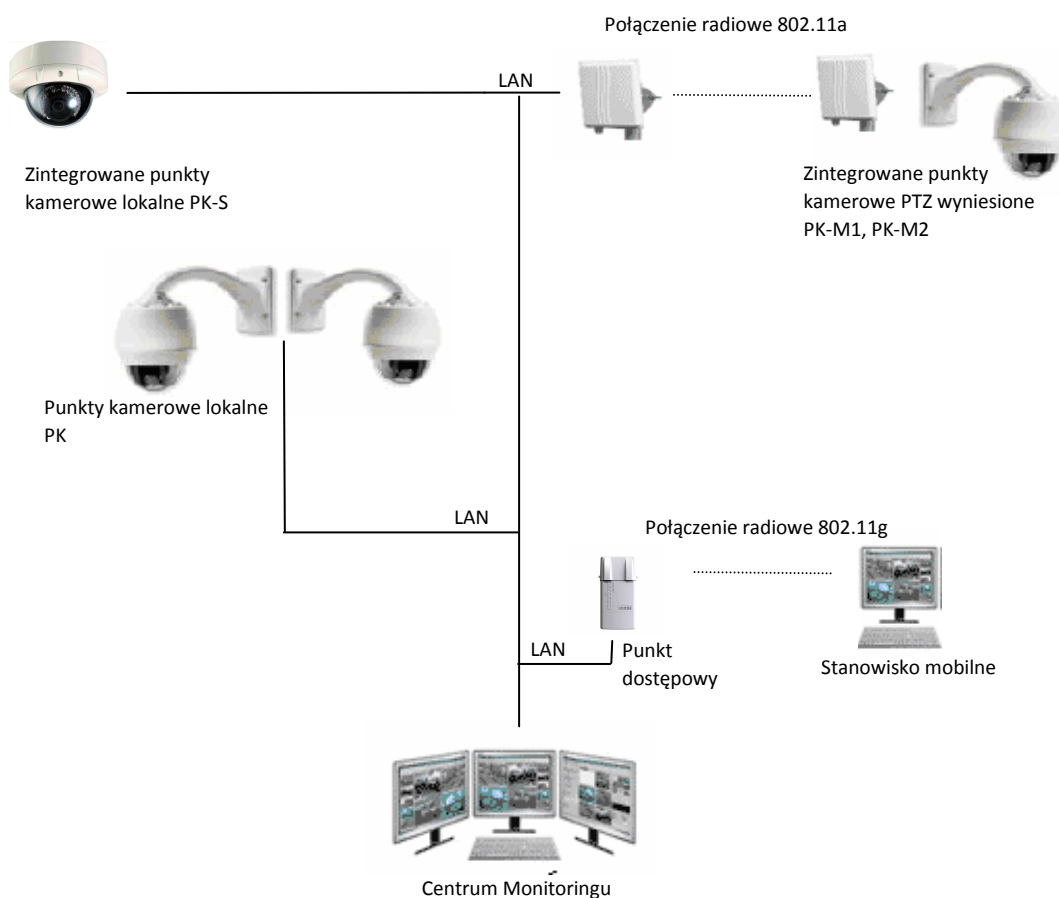 Połączenie radiowe 802.11a
LAN
Zintegrowane punkty
kamerowe lokalne PK-S
Zintegrowane punkty
kamerowe PTZ wyniesione
PK-M1, PK-M2
Punkty kamerowe lokalne
PK
LAN
Połączenie radiowe 802.11g
LAN
Punkt
dostępowy
Stanowisko mobilne
Centrum Monitoringu